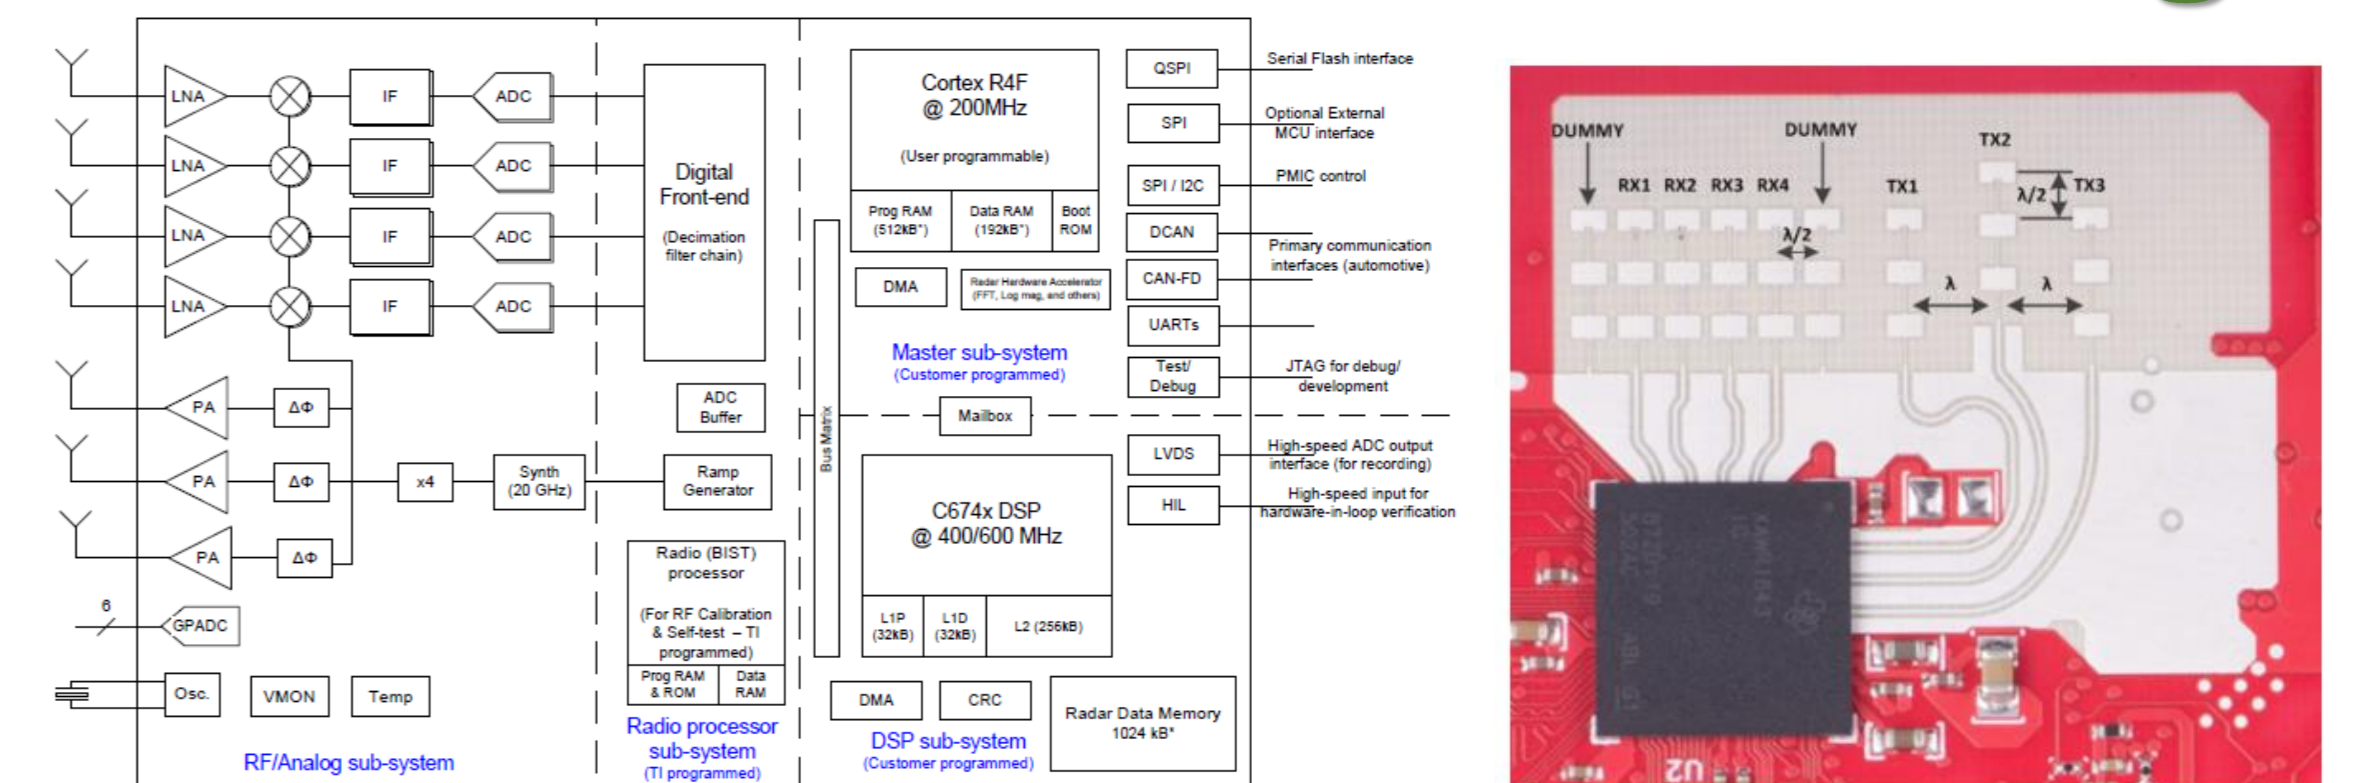 LNA
IF
ADC
LNA
IF
ADC
LNA
IF
ADC
LNA
IF
ADC
PA
ΔΦ
PA
ΔΦ
x4
Synth
(20 GHz)
PA
ΔΦ
6
GPADC
Osc.
VMON
Temp
RF/Analog sub-system
Digital
Front-end
(Decimation
filter chain)
ADC
Buffer
Ramp
Generator
Radio (BIST)
processor
(For RF Calibration
& Self-test – TI
programmed)
Prog RAM
& ROM
Data
RAM
Radio processor
sub-system
(TI programmed)
Bus Matrix
Cortex R4F
@ 200MHz
(User programmable)
Prog RAM
(512kB*)
Data RAM
(192kB*)
Boot
ROM
DMA
Radar Hardware Accelerator
(FFT, Log mag, and others)
Master sub-system
(Customer programmed)
Mailbox
C674x DSP
@ 400/600 MHz
L1P
(32kB)
L1D
(32kB)
L2 (256kB)
DMA
CRC
Radar Data Memory
1024 kB*
DSP sub-system
(Customer programmed)
QSPI
Serial Flash interface
SPI
Optional External
MCU interface
SPI / I2C
PMIC control
DCAN
Primary communication
interfaces (automotive)
CAN-FD
UARTs
Test/
Debug
JTAG for debug/
development
LVDS
High-speed ADC output
interface (for recording)
HIL
High-speed input for
hardware-in-loop verification
DUMMY
DUMMY
TX2
RX1 RX2 RX3 RX4
TX1
λ/2
TX3
λ/2
λ
λ
U2